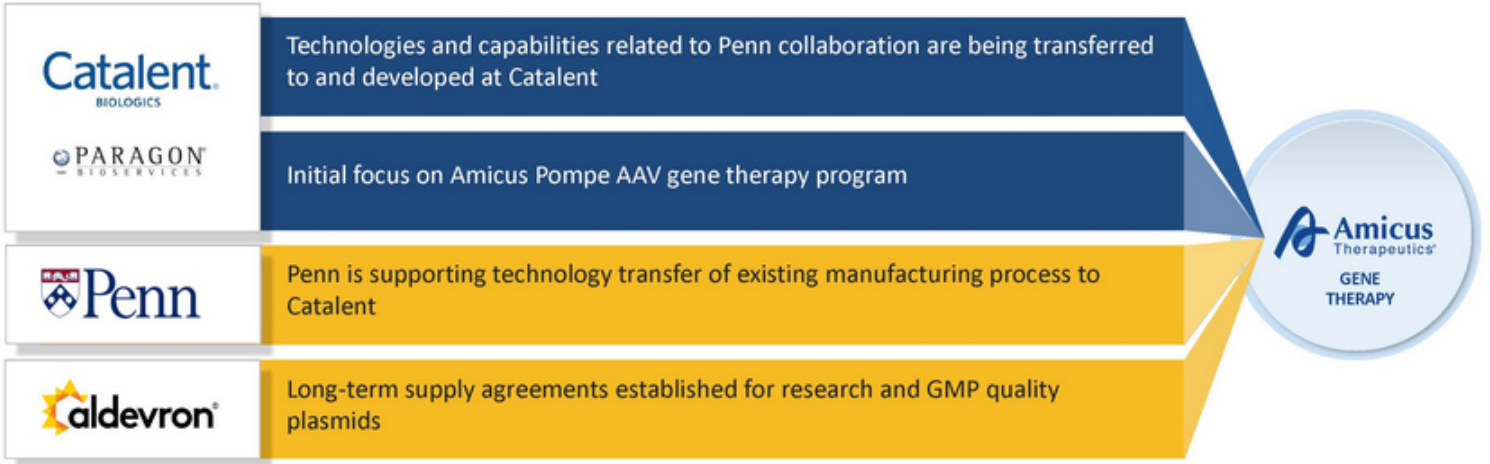 Catalent.
BIOLOGICS
PARAGON
BIOSERVICES
Technologies and capabilities related to Penn collaboration are being transferred
to and developed at Catalent
Initial focus on Amicus Pompe AAV gene therapy program
Penn
Penn is supporting technology transfer of existing manufacturing process to
Catalent
aldevron
Long-term supply agreements established for research and GMP quality
plasmids
Amicus
Therapeutics
GENE
THERAPY